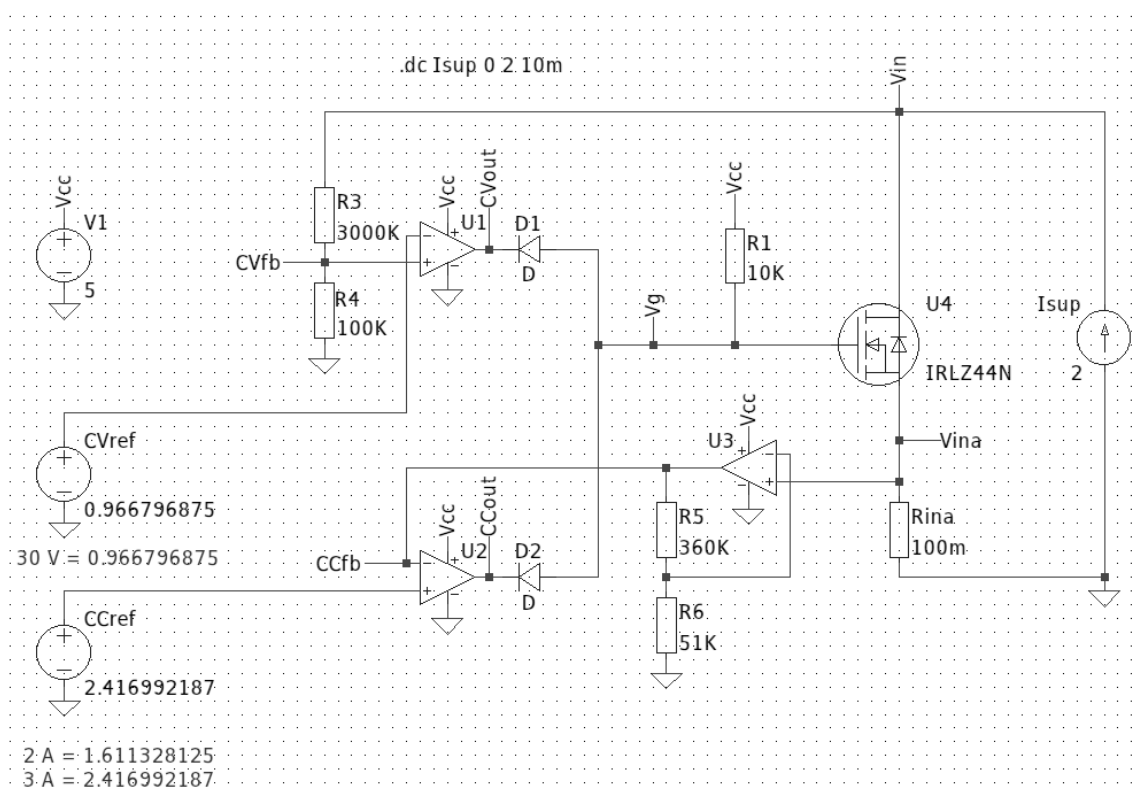 .dc Isup 0 2 10m
Vin
Vcc
V1
5
R3
3000K
CVfb
R4
100K
Vcc
U1
CVout
D1
D
Vcc
R1
10K
Vg
U4
IRLZ44N
Isup
2
CVref
0.966796875
30 V = 0.966796875
Vcc
U3
Vina
R5
360K
Rina
100m
CCfb
Vcc
U2
CCout
D2
D
R6
51K
CCref
2.416992187
2 A = 1.611328125
3 A = 2.416992187